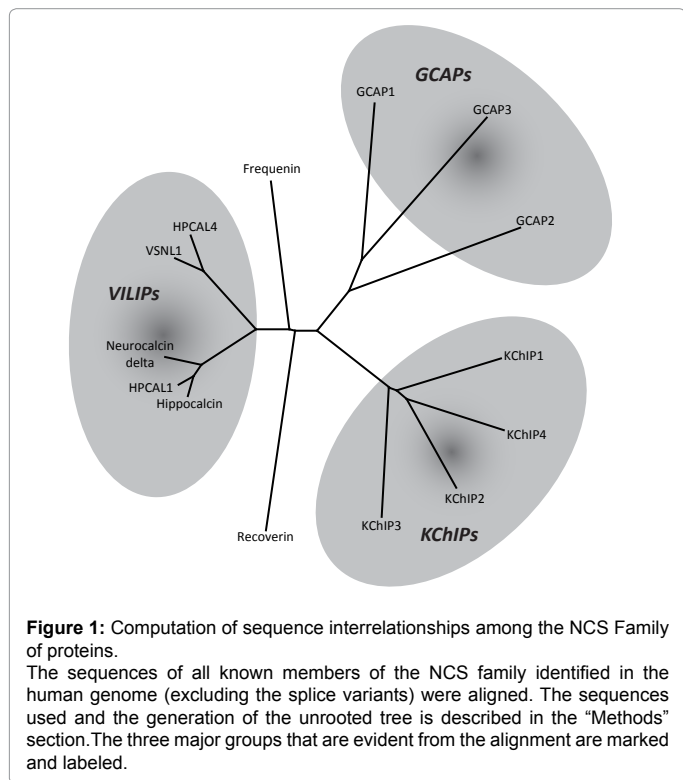 GCAPs
GCAP1
GCAP3
GCAP2
Frequenin
HPCAL4
VSNL1
VILIPs
Neurocalcin
delta
HPCAL1
Hippocalcin
Recoverin
KChIP1
KChIP4
KChIP2
KChIP3
KChIPs
Figure 1: Computation of sequence interrelationships among the NCS Family
of proteins.
The sequences of all known members of the NCS family identified in the
human genome (excluding the splice variants) were aligned. The sequences
used and the generation of the unrooted tree is described in the “Methods”
section.The three major groups that are evident from the alignment are marked
and labeled.